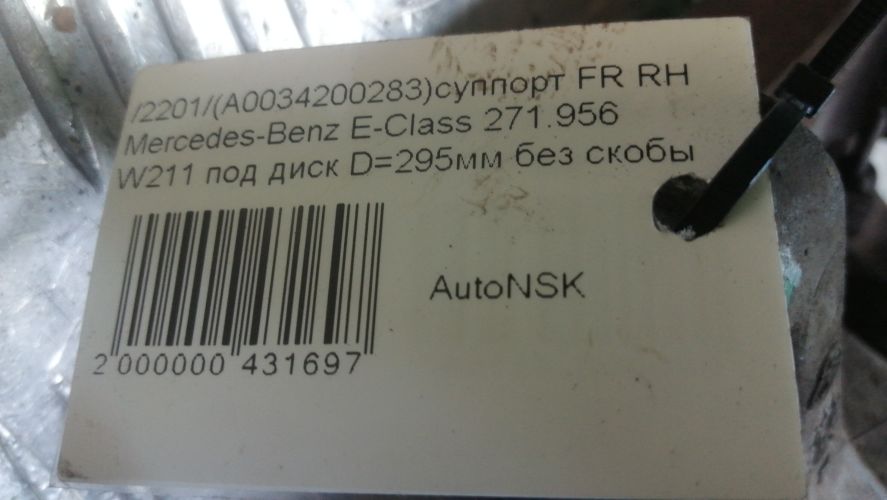 /2201/(A0034200283)суппорт FR RH
Mercedes-Benz E-Class 271.956
W211 под диск D=295мм без скобы
AutoNSK
2 000000 431697